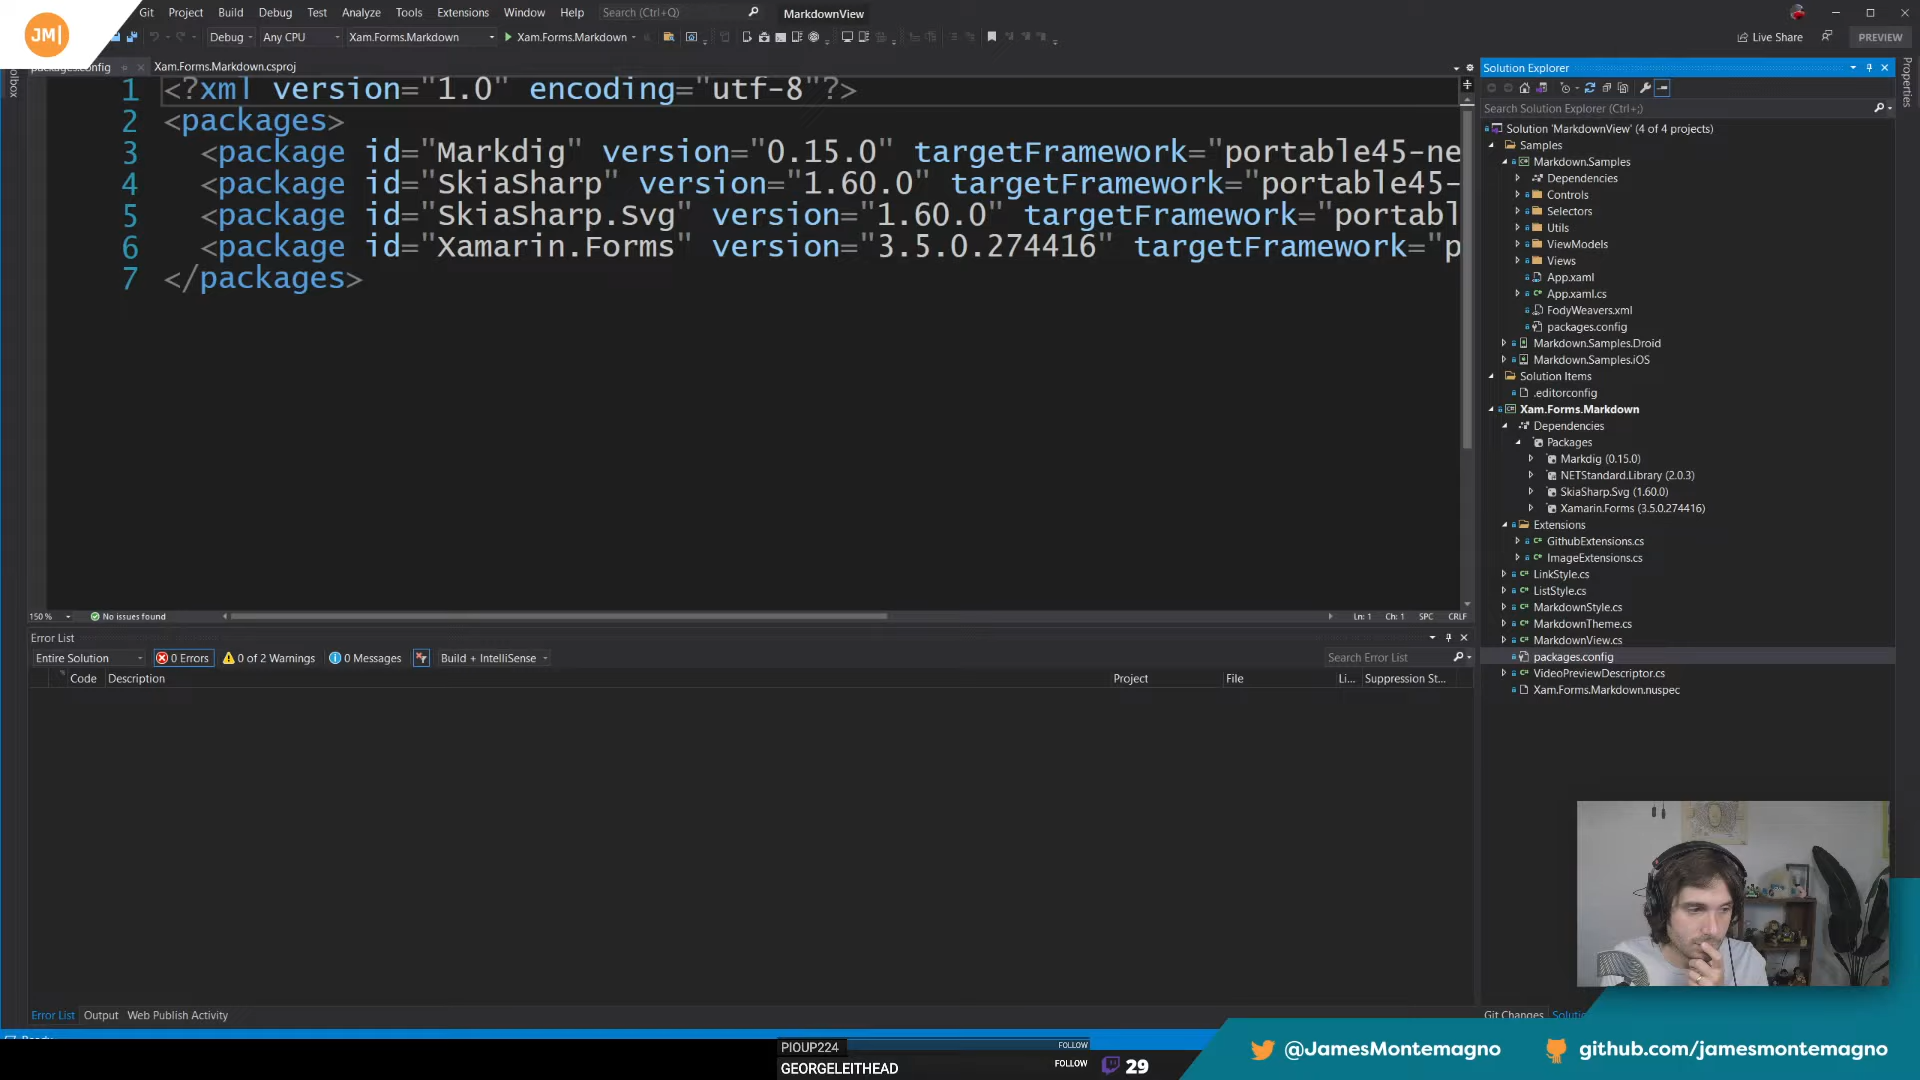 JM|
Git Project Build Debug Test Analyze Tools Extensions Window Help Search (Ctrl+Q) MarkdownView
Debug Any CPU Xam.Forms.Markdown Xam.Forms.Markdown Live Share PREVIEW
packages.config Xam.Forms.Markdown.csproj
1 <?xml version="1.0" encoding="utf-8"?>
2 <packages>
3 <package id="Markdig" version="0.15.0" targetFramework="portable45-ne
4 <package id="SkiaSharp" version="1.60.0" targetFramework="portable45-
5 <package id="SkiaSharp.Svg" version="1.60.0" targetFramework="portabl
6 <package id="Xamarin.Forms" version="3.5.0.274416" targetFramework="p
7 </packages>
150 % No issues found Ln: 1 Ch: 1 SPC CRLF
Error List
Entire Solution 0 Errors 0 of 2 Warnings 0 Messages Build + IntelliSense Search Error List
Code Description Project File Li... Suppression St...
Error List Output Web Publish Activity
Solution Explorer
Search Solution Explorer (Ctrl+;)
Solution 'MarkdownView' (4 of 4 projects)
Samples
Markdown.Samples
Dependencies
Controls
Selectors
Utils
ViewModels
Views
App.xaml
App.xaml.cs
FodyWeavers.xml
packages.config
Markdown.Samples.Droid
Markdown.Samples.iOS
Solution Items
.editorconfig
Xam.Forms.Markdown
Dependencies
Packages
Markdig (0.15.0)
NETStandard.Library (2.0.3)
SkiaSharp.Svg (1.60.0)
Xamarin.Forms (3.5.0.274416)
Extensions
GithubExtensions.cs
ImageExtensions.cs
LinkStyle.cs
ListStyle.cs
MarkdownStyle.cs
MarkdownTheme.cs
MarkdownView.cs
packages.config
VideoPreviewDescriptor.cs
Xam.Forms.Markdown.nuspec
Git Changes Solu
Properties
PIOUP224 FOLLOW
GEORGELEITHEAD FOLLOW 29
@JamesMontemagno github.com/jamesmontemagno